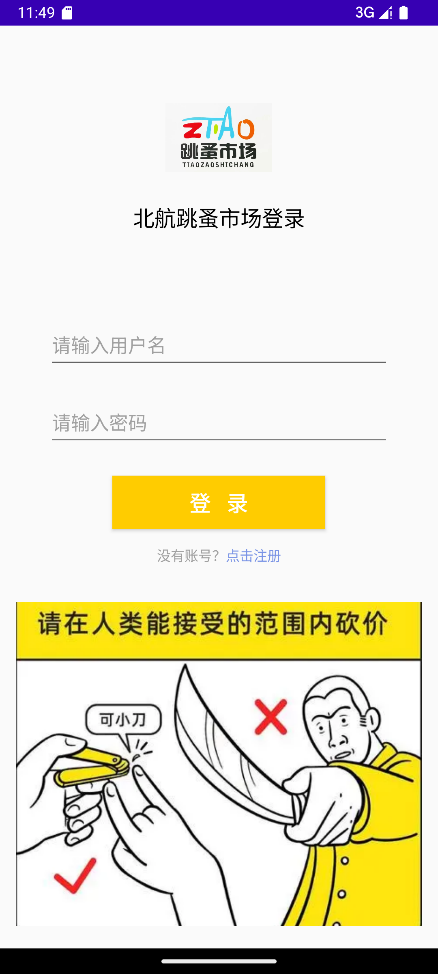 11:49
3G
ZTIAO
跳蚤市场
TIAOZAOSHICHANG
北航跳蚤市场登录
请输入用户名
请输入密码
登 录
没有账号？点击注册
请在人类能接受的范围内砍价
可小刀